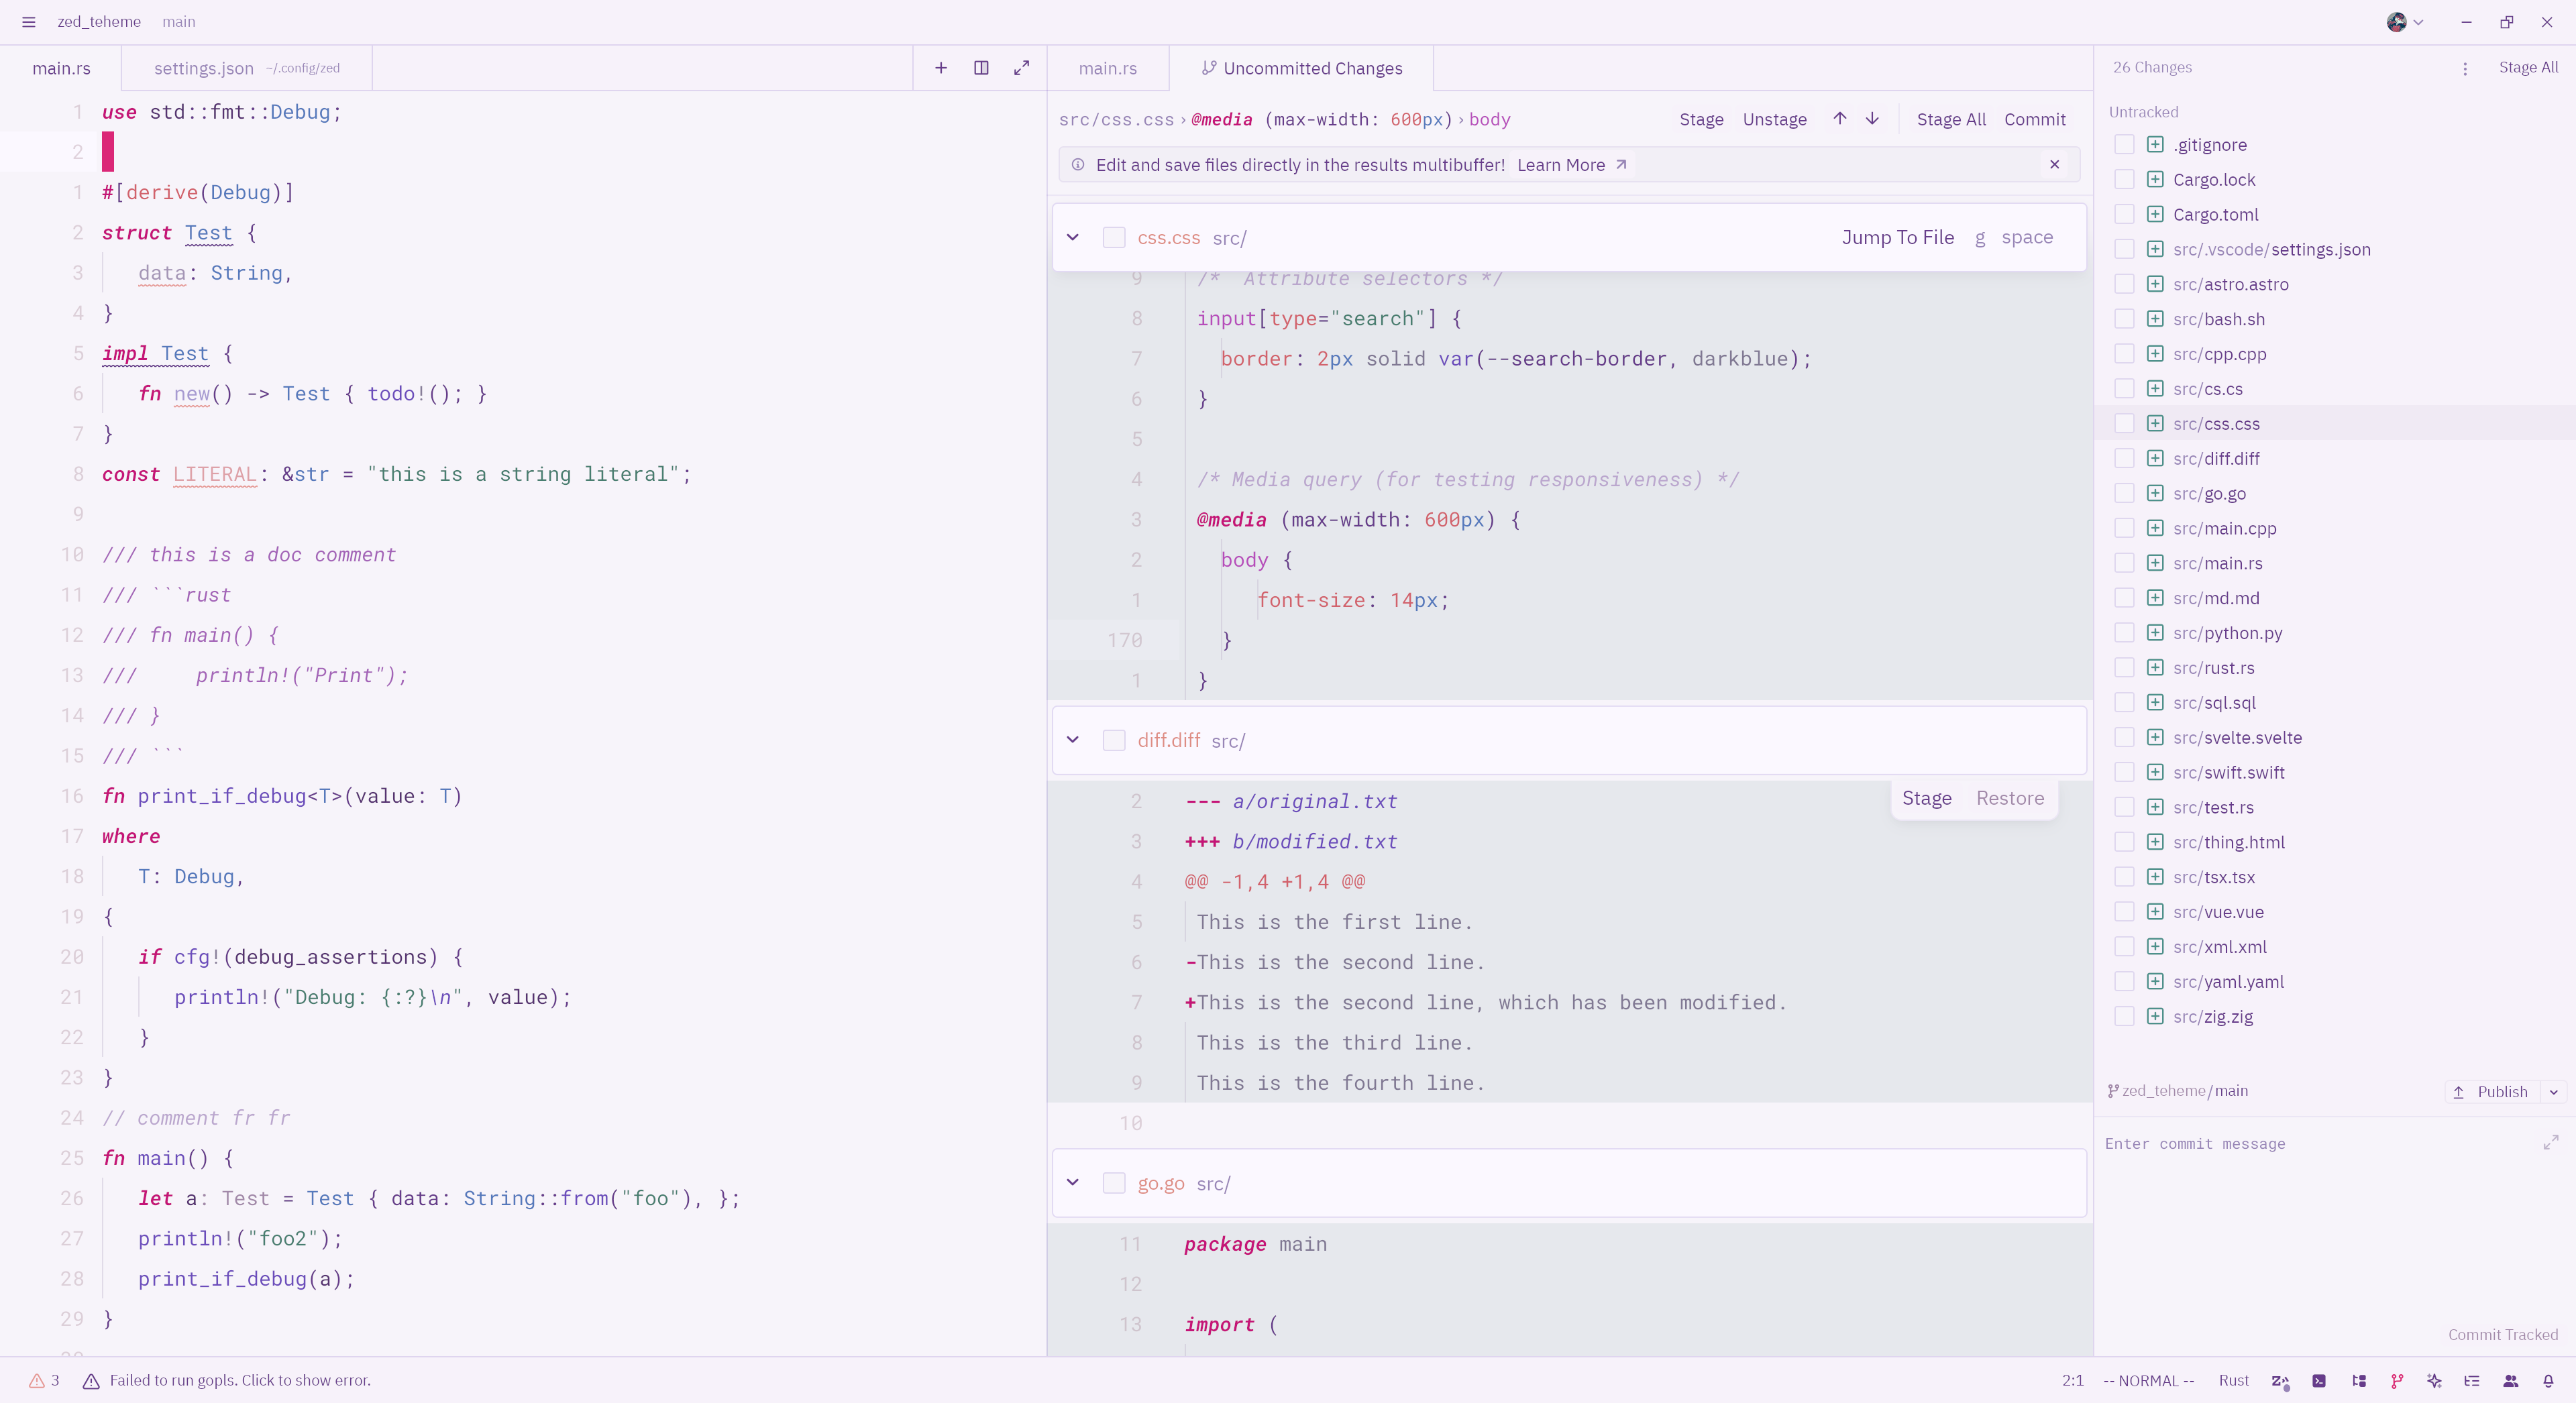 zed_teheme main
main.rs
settings.json ~/.config/zed
1 use std::fmt::Debug;
2
1 #[derive(Debug)]
2 struct Test {
3 data: String,
4 }
5 impl Test {
6 fn new() -> Test { todo!(); }
7 }
8 const LITERAL: &str = "this is a string literal";
9
10 /// this is a doc comment
11 /// ```rust
12 /// fn main() {
13 ///     println!("Print");
14 /// }
15 /// ```
16 fn print_if_debug<T>(value: T)
17 where
18 T: Debug,
19 {
20 if cfg!(debug_assertions) {
21 println!("Debug: {:?}\n", value);
22 }
23 }
24 // comment fr fr
25 fn main() {
26 let a: Test = Test { data: String::from("foo"), };
27 println!("foo2");
28 print_if_debug(a);
29 }
main.rs
Uncommitted Changes
src/css.css › @media (max-width: 600px) › body
Stage Unstage Stage All Commit
Edit and save files directly in the results multibuffer! Learn More
css.css src/ Jump To File g space
9 /*  Attribute selectors */
8 input[type="search"] {
7 border: 2px solid var(--search-border, darkblue);
6 }
5
4 /* Media query (for testing responsiveness) */
3 @media (max-width: 600px) {
2 body {
1 font-size: 14px;
170 }
1 }
diff.diff src/
Stage Restore
2 --- a/original.txt
3 +++ b/modified.txt
4 @@ -1,4 +1,4 @@
5 This is the first line.
6 -This is the second line.
7 +This is the second line, which has been modified.
8 This is the third line.
9 This is the fourth line.
10
go.go src/
11 package main
12
13 import (
26 Changes Stage All
Untracked
.gitignore
Cargo.lock
Cargo.toml
src/.vscode/settings.json
src/astro.astro
src/bash.sh
src/cpp.cpp
src/cs.cs
src/css.css
src/diff.diff
src/go.go
src/main.cpp
src/main.rs
src/md.md
src/python.py
src/rust.rs
src/sql.sql
src/svelte.svelte
src/swift.swift
src/test.rs
src/thing.html
src/tsx.tsx
src/vue.vue
src/xml.xml
src/yaml.yaml
src/zig.zig
zed_teheme/main Publish
Enter commit message
Commit Tracked
3 Failed to run gopls. Click to show error.
2:1 -- NORMAL -- Rust